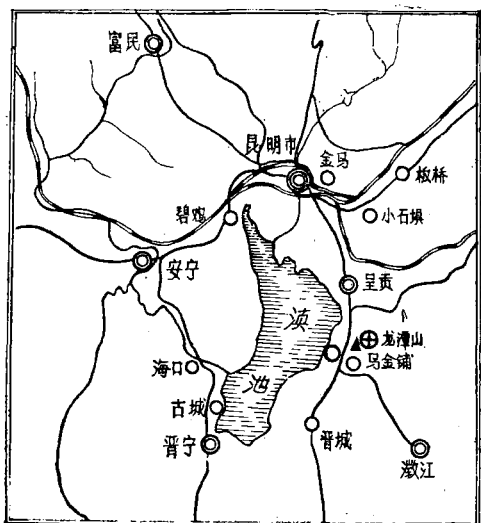 富民
昆明市
金马
板桥
碧鸡
小石坝
安宁
呈贡
滇
龙潭山
海口
马金铺
池
古城
晋宁
晋城
澂江